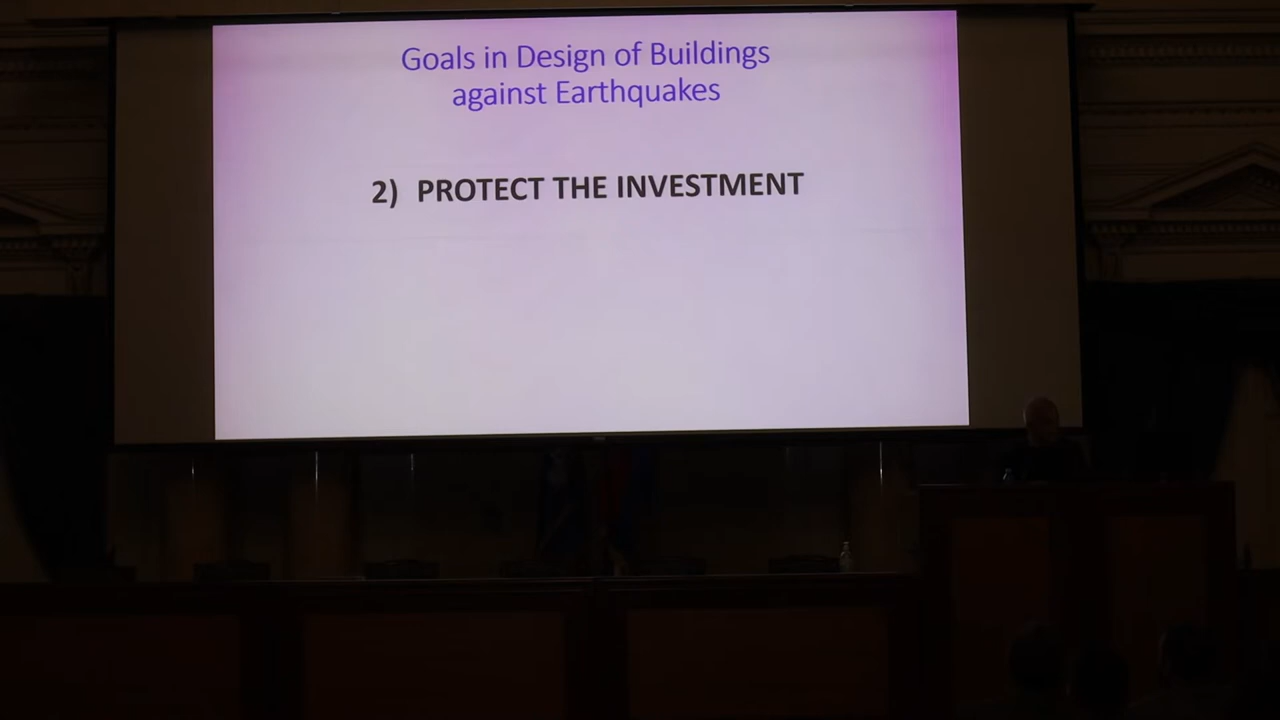 Goals in Design of Buildings
against Earthquakes
2) PROTECT THE INVESTMENT